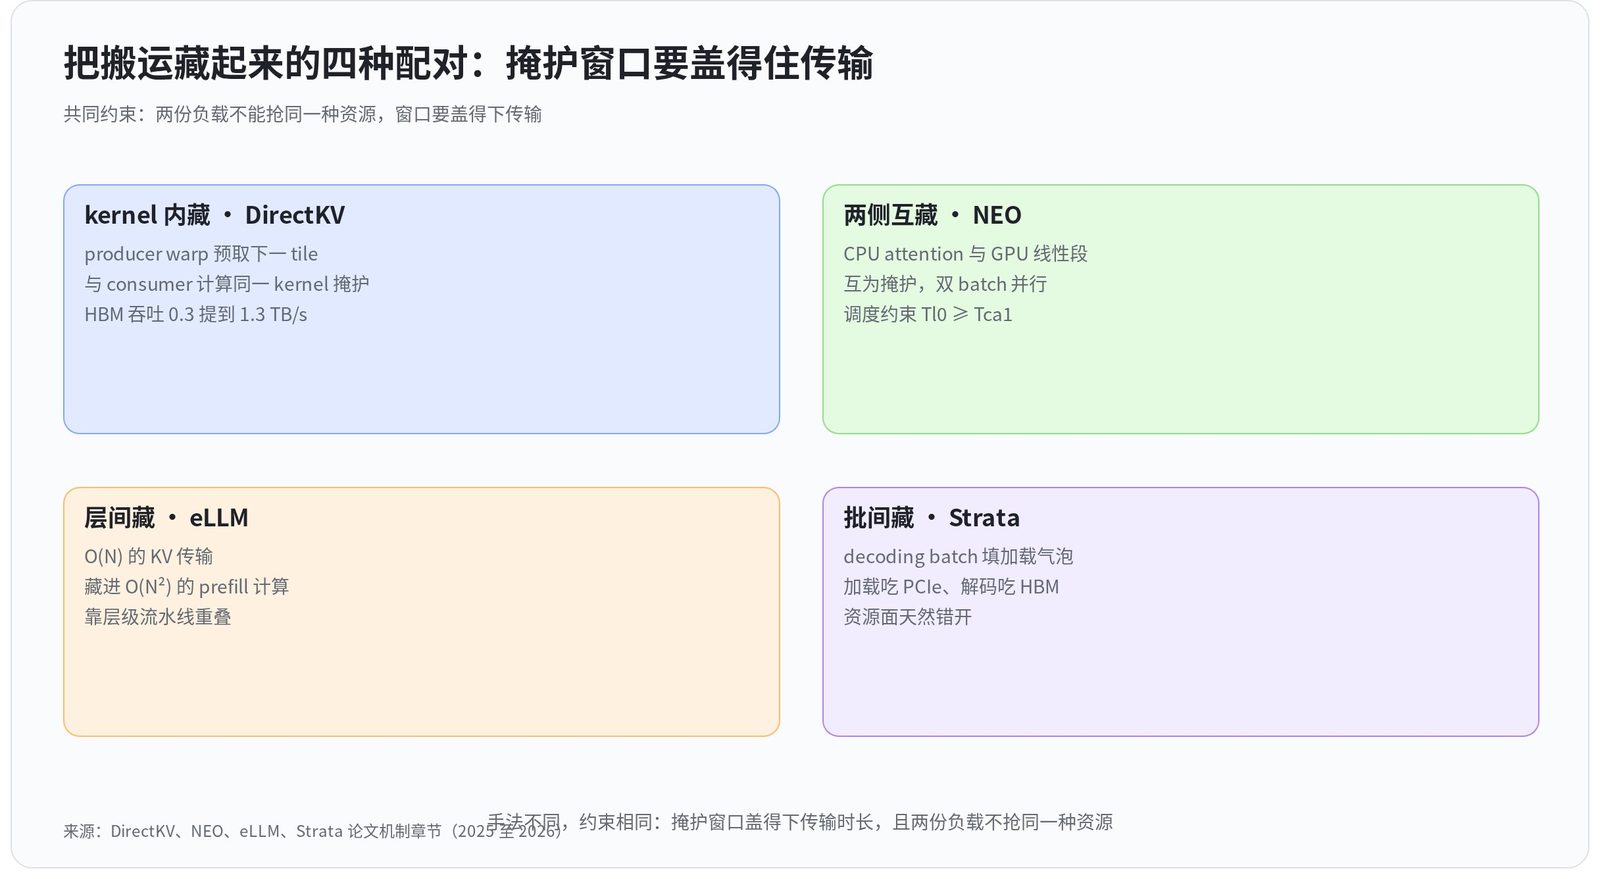 把搬运藏起来的四种配对：掩护窗口要盖得住传输
共同约束：两份负载不能抢同一种资源，窗口要盖得下传输
kernel 内藏 · DirectKV
producer warp 预取下一 tile
与 consumer 计算同一 kernel 掩护
HBM 吞吐 0.3 提到 1.3 TB/s
两侧互藏 · NEO
CPU attention 与 GPU 线性段
互为掩护，双 batch 并行
调度约束 Tl0 ⩾ Tca1
层间藏 · eLLM
O(N) 的 KV 传输
藏进 O(N²) 的 prefill 计算
靠层级流水线重叠
批间藏 · Strata
decoding batch 填加载气泡
加载吃 PCIe、解码吃 HBM
资源面天然错开
手法不同，约束相同：掩护窗口盖得下传输时长，且两份负载不抢同一种资源
来源：DirectKV、NEO、eLLM、Strata 论文机制章节（2025 至 2026）